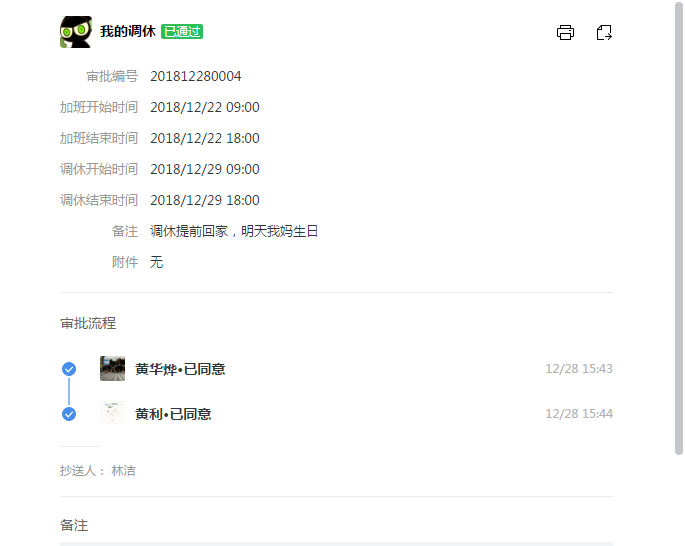 我的调休 已通过
审批编号 201812280004
加班开始时间 2018/12/22 09:00
加班结束时间 2018/12/22 18:00
调休开始时间 2018/12/29 09:00
调休结束时间 2018/12/29 18:00
备注 调休提前回家，明天我妈生日
附件 无
审批流程
黄华烨•已同意 12/28 15:43
黄利•已同意 12/28 15:44
抄送人： 林洁
备注